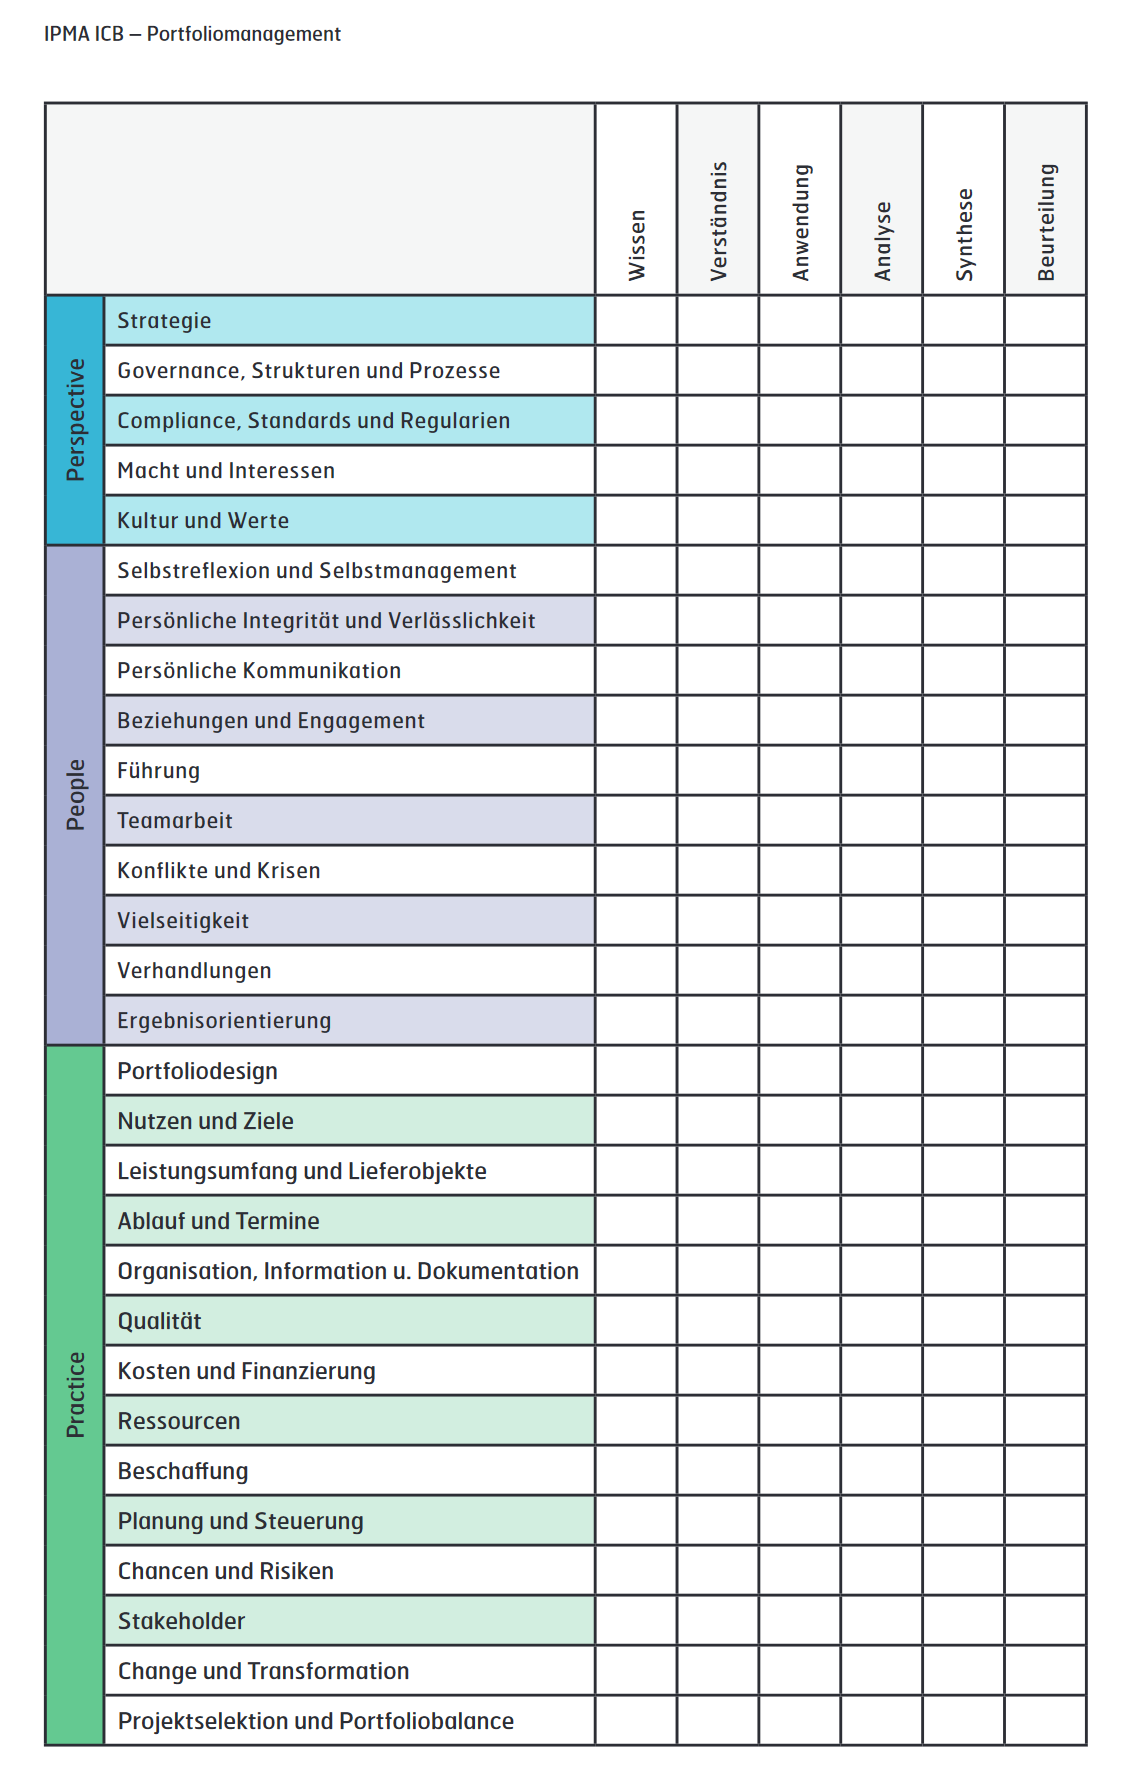 IPMA ICB – Portfoliomanagement
Wissen
Verständnis
Anwendung
Analyse
Synthese
Beurteilung
Perspective
Strategie
Governance, Strukturen und Prozesse
Compliance, Standards und Regularien
Macht und Interessen
Kultur und Werte
People
Selbstreflexion und Selbstmanagement
Persönliche Integrität und Verlässlichkeit
Persönliche Kommunikation
Beziehungen und Engagement
Führung
Teamarbeit
Konflikte und Krisen
Vielseitigkeit
Verhandlungen
Ergebnisorientierung
Practice
Portfoliodesign
Nutzen und Ziele
Leistungsumfang und Lieferobjekte
Ablauf und Termine
Organisation, Information u. Dokumentation
Qualität
Kosten und Finanzierung
Ressourcen
Beschaffung
Planung und Steuerung
Chancen und Risiken
Stakeholder
Change und Transformation
Projektselektion und Portfoliobalance